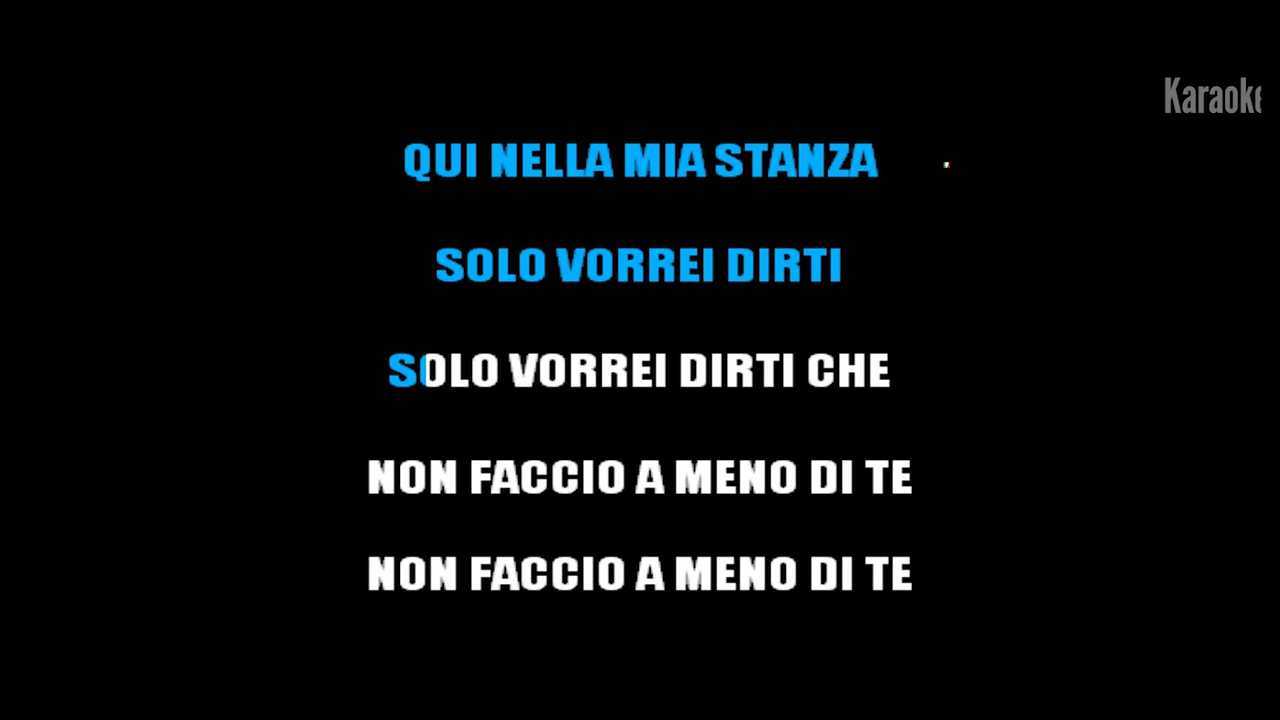 Karaoke
QUI NELLA MIA STANZA
SOLO VORREI DIRTI
SOLO VORREI DIRTI CHE
NON FACCIO A MENO DI TE
NON FACCIO A MENO DI TE